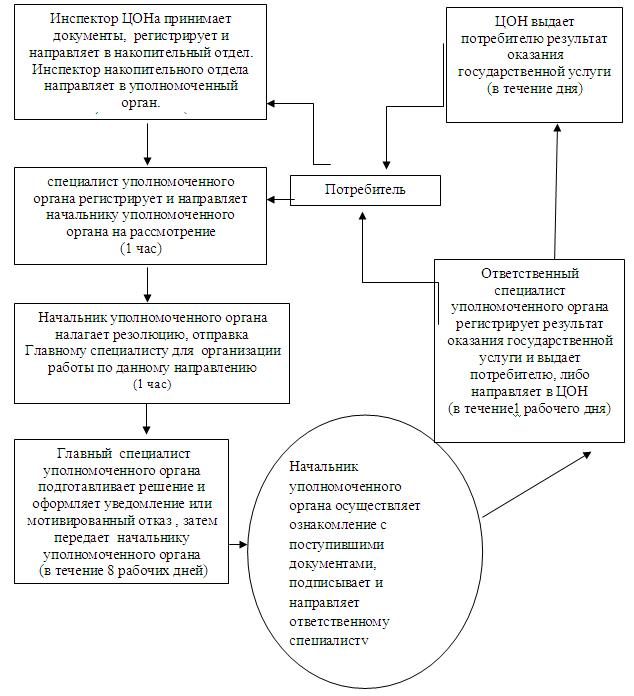 Инспектор ЦОНа принимает
документы, регистрирует и
направляет в накопительный отдел.
Инспектор накопительного отдела
направляет в уполномоченный
орган.
ЦОН выдает
потребителю результат
оказания
государственной услуги
(в течение дня)
специалист уполномоченного
органа регистрирует и направляет
начальнику уполномоченного
органа на рассмотрение
(1 час)
Потребитель
Начальник уполномоченного органа
налагает резолюцию, отправка
Главному специалисту для организации
работы по данному направлению
(1 час)
Ответственный
специалист
уполномоченного органа
регистрирует результат
оказания государственной
услуги и выдает
потребителю, либо
направляет в ЦОН
(в течение1 рабочего дня)
Главный специалист
уполномоченного органа
подготавливает решение и
оформляет уведомление или
мотивированный отказ , затем
передает начальнику
уполномоченного органа
(в течение 8 рабочих дней)
Начальник
уполномоченного
органа осуществляет
ознакомление с
поступившими
документами,
подписывает и
направляет
ответственному
специалисту